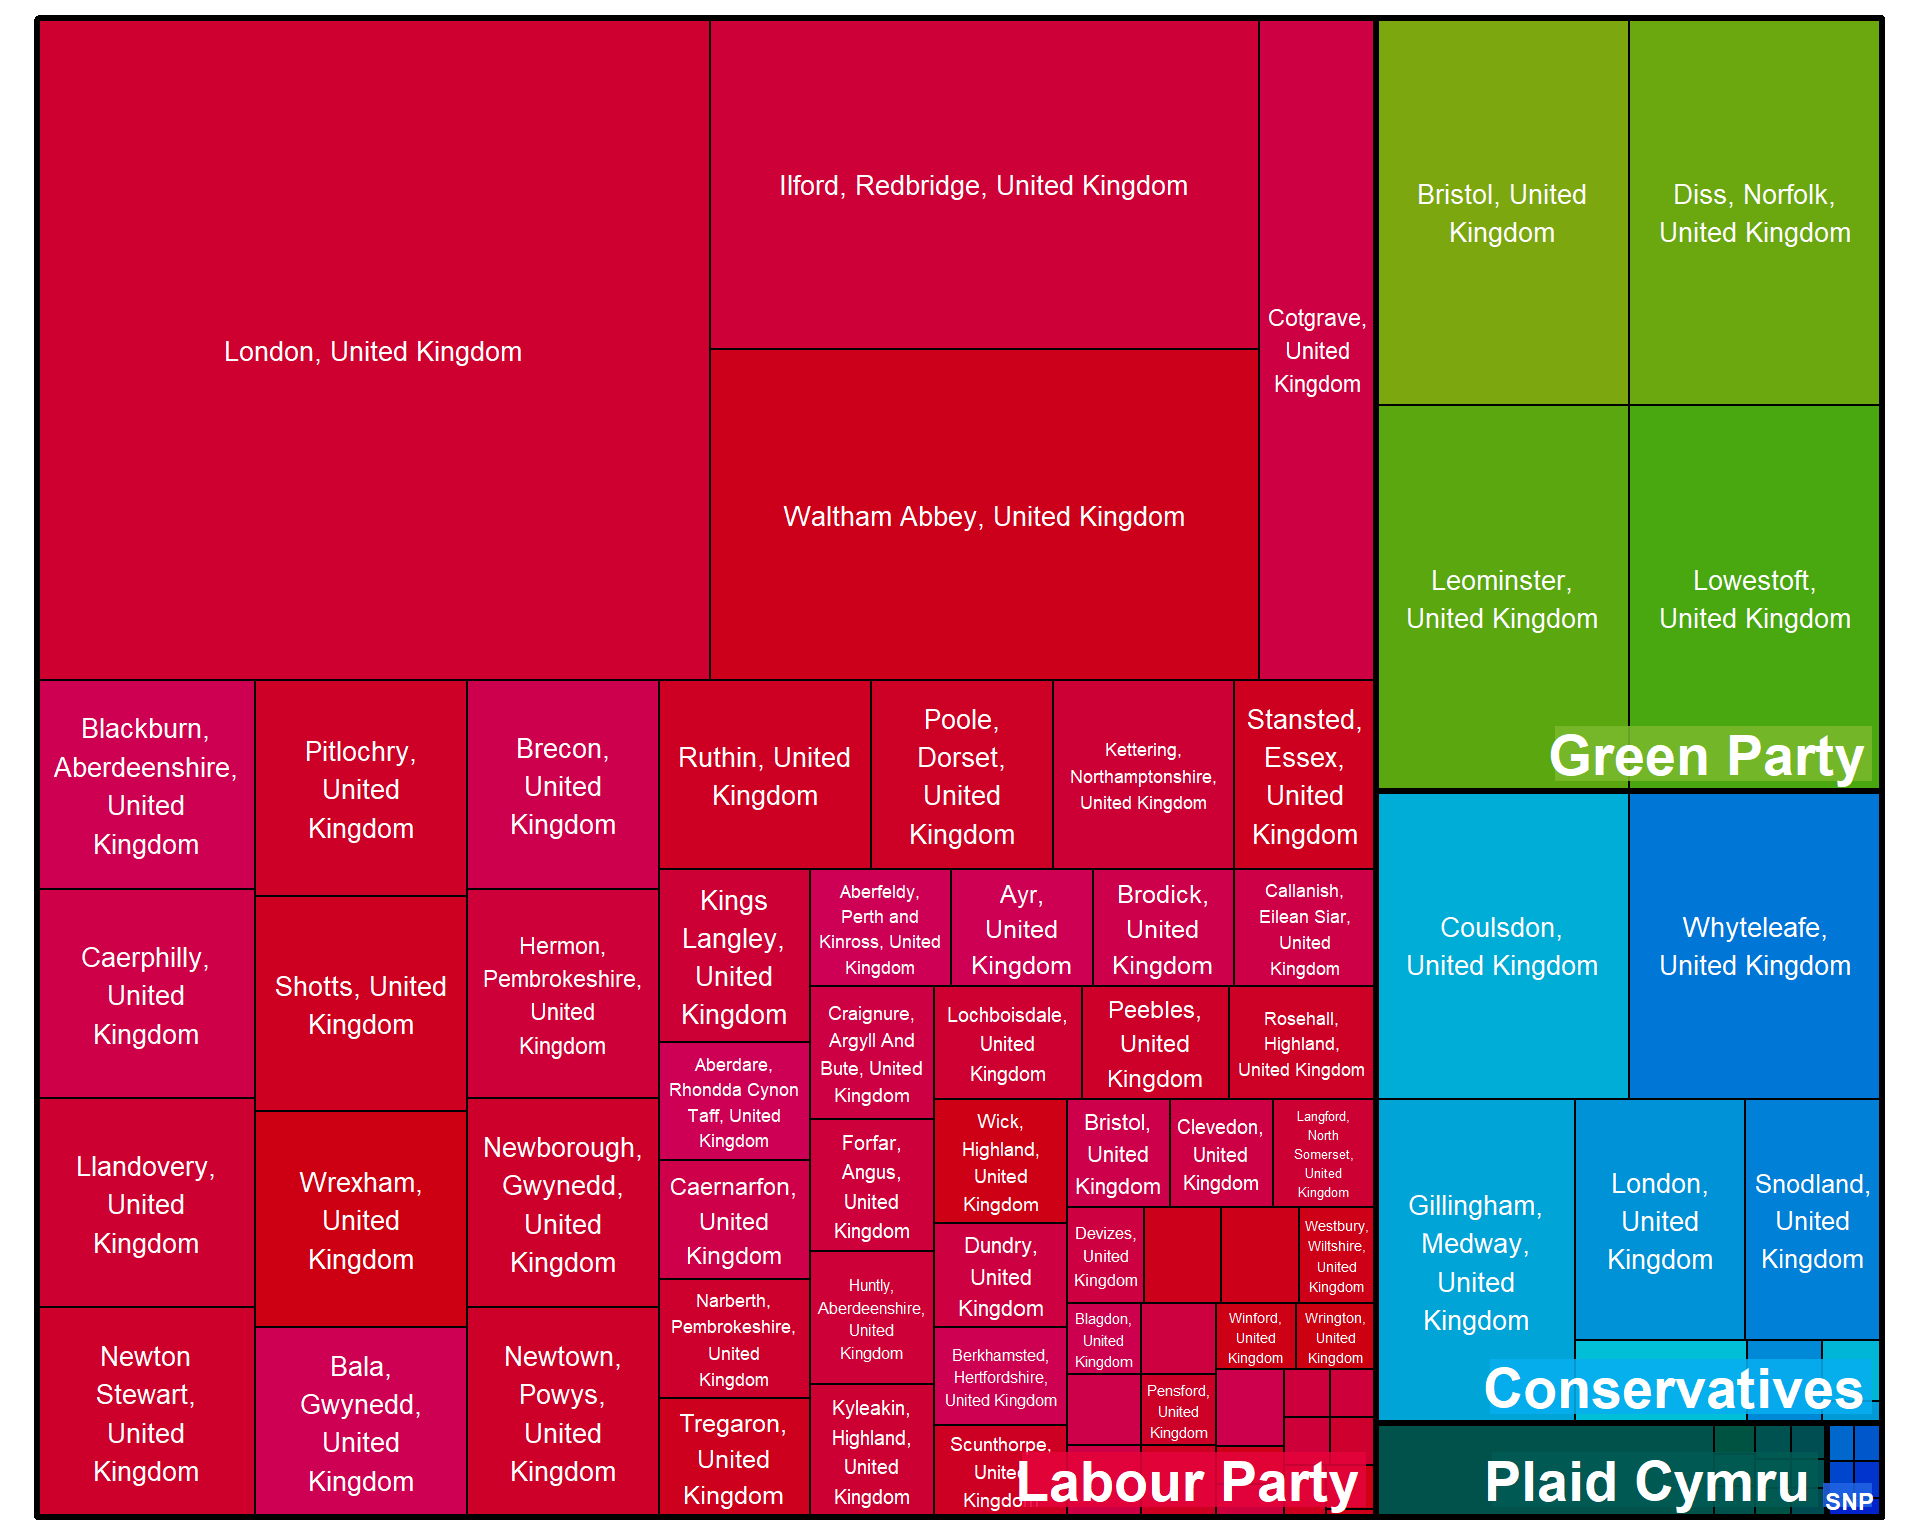 London, United Kingdom
Ilford, Redbridge, United Kingdom
Waltham Abbey, United Kingdom
Cotgrave,
United
Kingdom
Blackburn,
Aberdeenshire,
United
Kingdom
Caerphilly,
United
Kingdom
Llandovery,
United
Kingdom
Newton
Stewart,
United
Kingdom
Pitlochry,
United
Kingdom
Shotts, United
Kingdom
Wrexham,
United
Kingdom
Bala,
Gwynedd,
United
Kingdom
Brecon,
United
Kingdom
Hermon,
Pembrokeshire,
United
Kingdom
Newborough,
Gwynedd,
United
Kingdom
Newtown,
Powys,
United
Kingdom
Ruthin, United
Kingdom
Poole,
Dorset,
United
Kingdom
Kettering,
Northamptonshire,
United Kingdom
Stansted,
Essex,
United
Kingdom
Kings
Langley,
United
Kingdom
Aberdare,
Rhondda Cynon
Taff, United
Kingdom
Caernarfon,
United
Kingdom
Narberth,
Pembrokeshire,
United
Kingdom
Tregaron,
United
Kingdom
Aberfeldy,
Perth and
Kinross, United
Kingdom
Ayr,
United
Kingdom
Brodick,
United
Kingdom
Callanish,
Eilean Siar,
United
Kingdom
Craignure,
Argyll And
Bute, United
Kingdom
Forfar,
Angus,
United
Kingdom
Huntly,
Aberdeenshire,
United
Kingdom
Kyleakin,
Highland,
United
Kingdom
Lochboisdale,
United
Kingdom
Peebles,
United
Kingdom
Rosehall,
Highland,
United Kingdom
Wick,
Highland,
United
Kingdom
Dundry,
United
Kingdom
Berkhamsted,
Hertfordshire,
United Kingdom
Scunthorpe,
United
Kingdom
Bristol,
United
Kingdom
Clevedon,
United
Kingdom
Langford,
North
Somerset,
United
Kingdom
Devizes,
United
Kingdom
Westbury,
Wiltshire,
United
Kingdom
Blagdon,
United
Kingdom
Winford,
United
Kingdom
Wrington,
United
Kingdom
Pensford,
United
Kingdom
Labour Party
Bristol, United
Kingdom
Diss, Norfolk,
United Kingdom
Leominster,
United Kingdom
Lowestoft,
United Kingdom
Green Party
Coulsdon,
United Kingdom
Whyteleafe,
United Kingdom
Gillingham,
Medway,
United
Kingdom
London,
United
Kingdom
Snodland,
United
Kingdom
Conservatives
Plaid Cymru
SNP